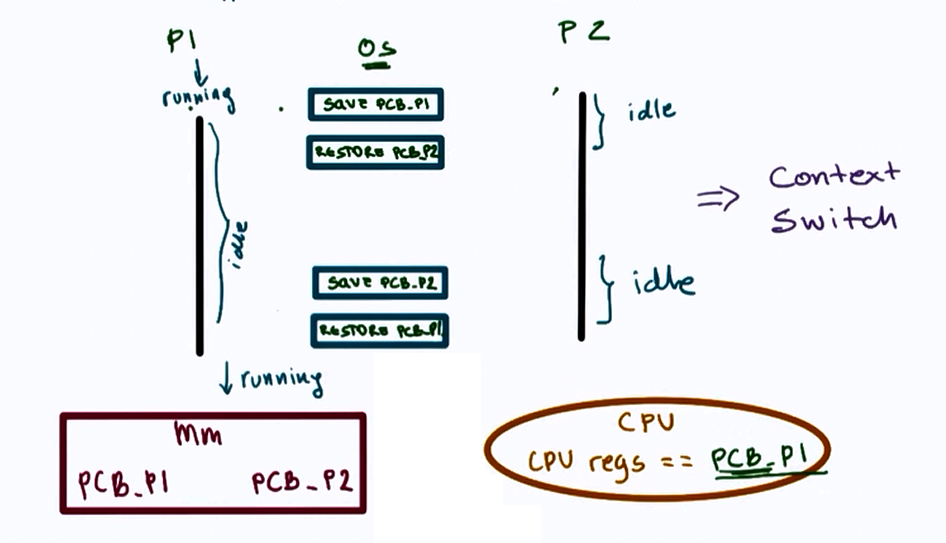 P1
OS
P2
running
SAVE PCB_P1
RESTORE PCB_P2
idle
idle
Context
Switch
SAVE PCB_P2
RESTORE PCB_P1
idle
running
mm
PCB_P1 PCB_P2
CPU
CPU regs == PCB_P1